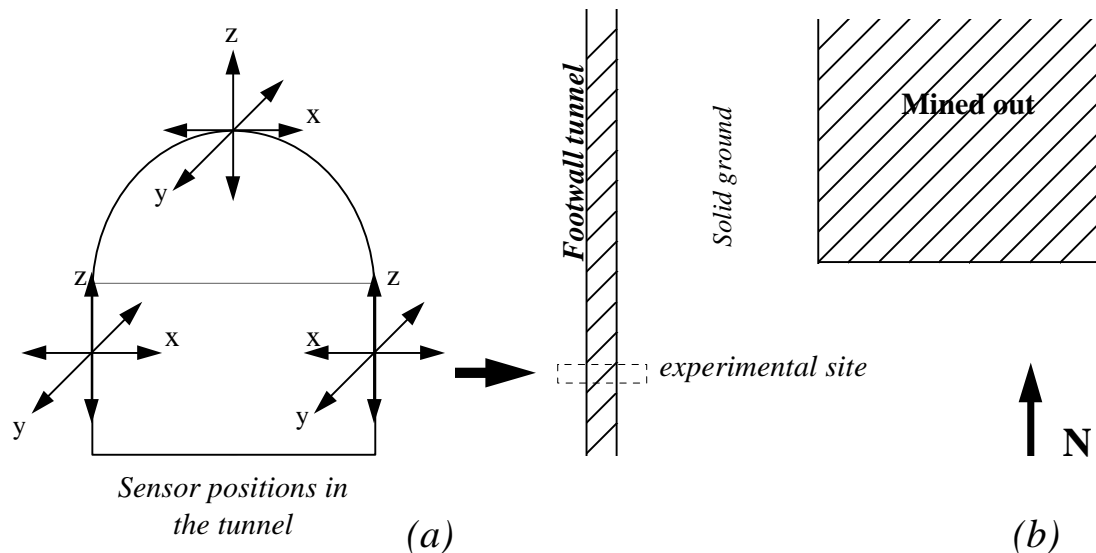 z
x
y
z
x
y
z
x
y
Sensor positions in
the tunnel
(a)
Footwall tunnel
Solid ground
Mined out
experimental site
N
(b)